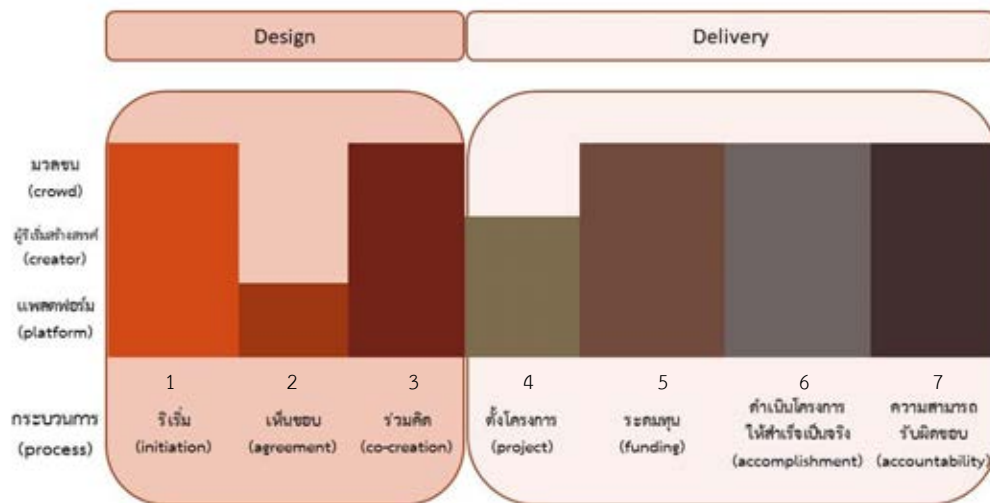 Design
Delivery
มวลชน
(crowd)
ผู้ริเริ่มสร้างสรรค์
(creator)
แพลตฟอร์ม
(platform)
กระบวนการ
(process)
1
ริเริ่ม
(initiation)
2
เห็นชอบ
(agreement)
3
ร่วมคิด
(co-creation)
4
ตั้งโครงการ
(project)
5
ระดมทุน
(funding)
6
ดำเนินโครงการ
ให้สำเร็จเป็นจริง
(accomplishment)
7
ความสามารถ
รับผิดชอบ
(accountability)